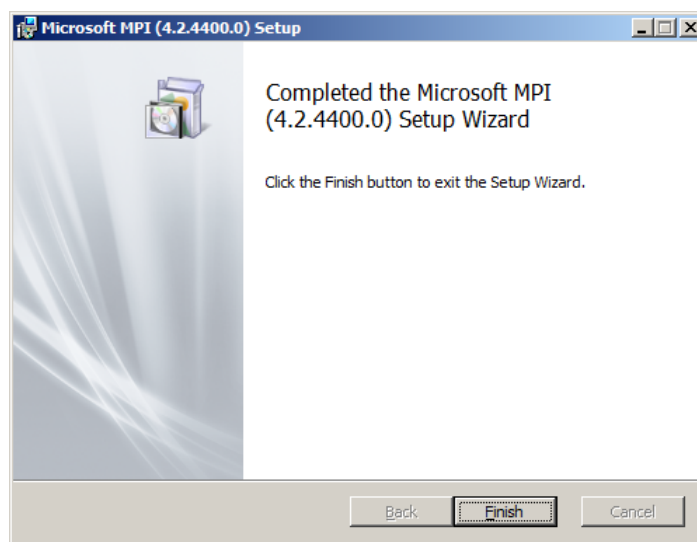 Microsoft MPI (4.2.4400.0) Setup
Completed the Microsoft MPI
(4.2.4400.0) Setup Wizard
Click the Finish button to exit the Setup Wizard.
Back Finish Cancel